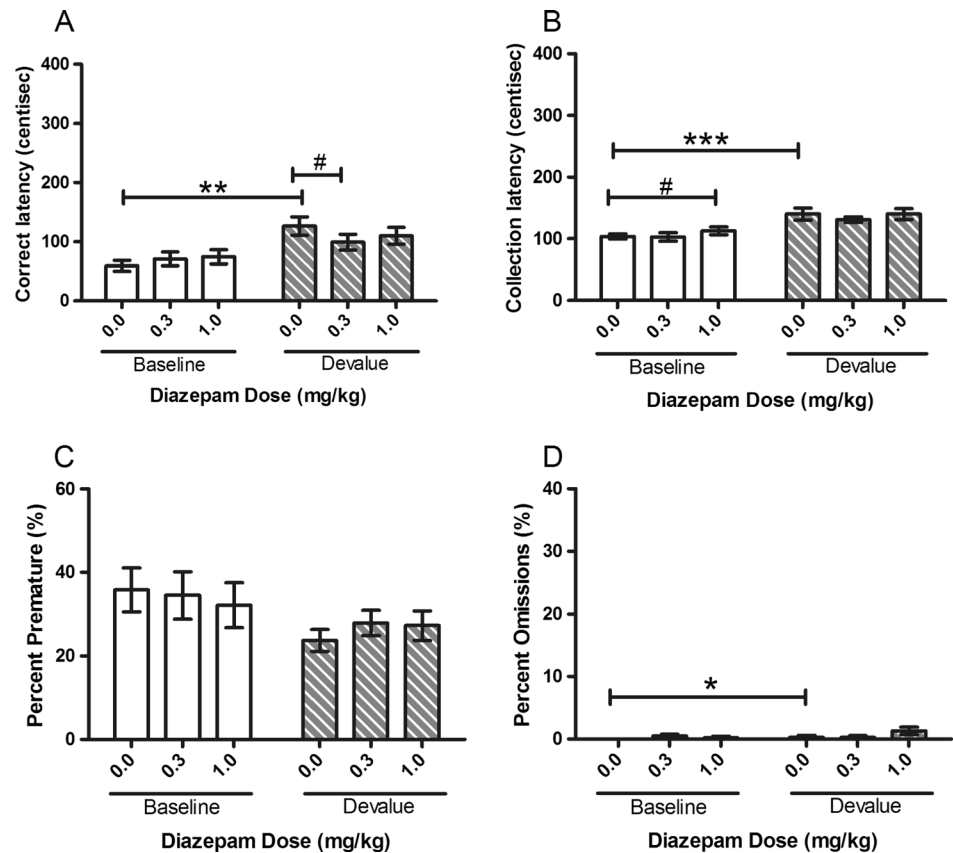 A
Correct latency (centisec)
400
300
200
100
0
**
#
0.0 0.3 1.0 0.0 0.3 1.0
Baseline Devalue
Diazepam Dose (mg/kg)
B
Collection latency (centisec)
400
300
200
100
0
***
#
0.0 0.3 1.0 0.0 0.3 1.0
Baseline Devalue
Diazepam Dose (mg/kg)
C
Percent Premature (%)
60
40
20
0
0.0 0.3 1.0 0.0 0.3 1.0
Baseline Devalue
Diazepam Dose (mg/kg)
D
Percent Omissions (%)
40
30
20
10
0
*
0.0 0.3 1.0 0.0 0.3 1.0
Baseline Devalue
Diazepam Dose (mg/kg)